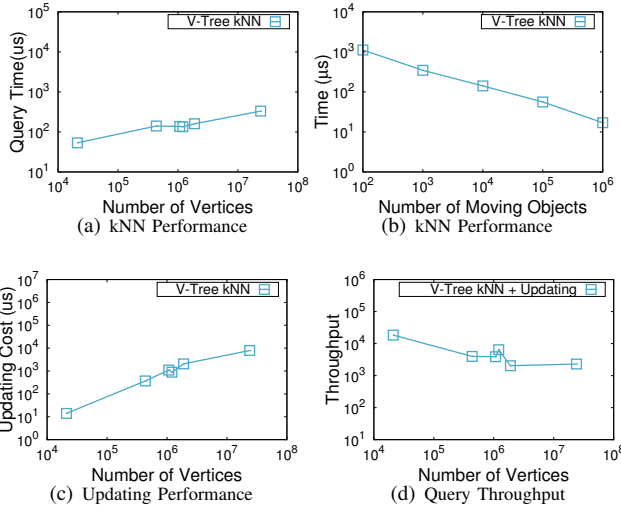 V-Tree kNN
Query Time(us)
10^5
10^4
10^3
10^2
10^1
10^4 10^5 10^6 10^7 10^8
Number of Vertices
(a) kNN Performance
V-Tree kNN
Time (µs)
10^4
10^3
10^2
10^1
10^0
10^2 10^3 10^4 10^5 10^6
Number of Moving Objects
(b) kNN Performance
V-Tree kNN
Updating Cost (us)
10^7
10^6
10^5
10^4
10^3
10^2
10^1
10^0
10^4 10^5 10^6 10^7 10^8
Number of Vertices
(c) Updating Performance
V-Tree kNN + Updating
Throughput
10^6
10^5
10^4
10^3
10^2
10^1
10^4 10^5 10^6 10^7 10^8
Number of Vertices
(d) Query Throughput